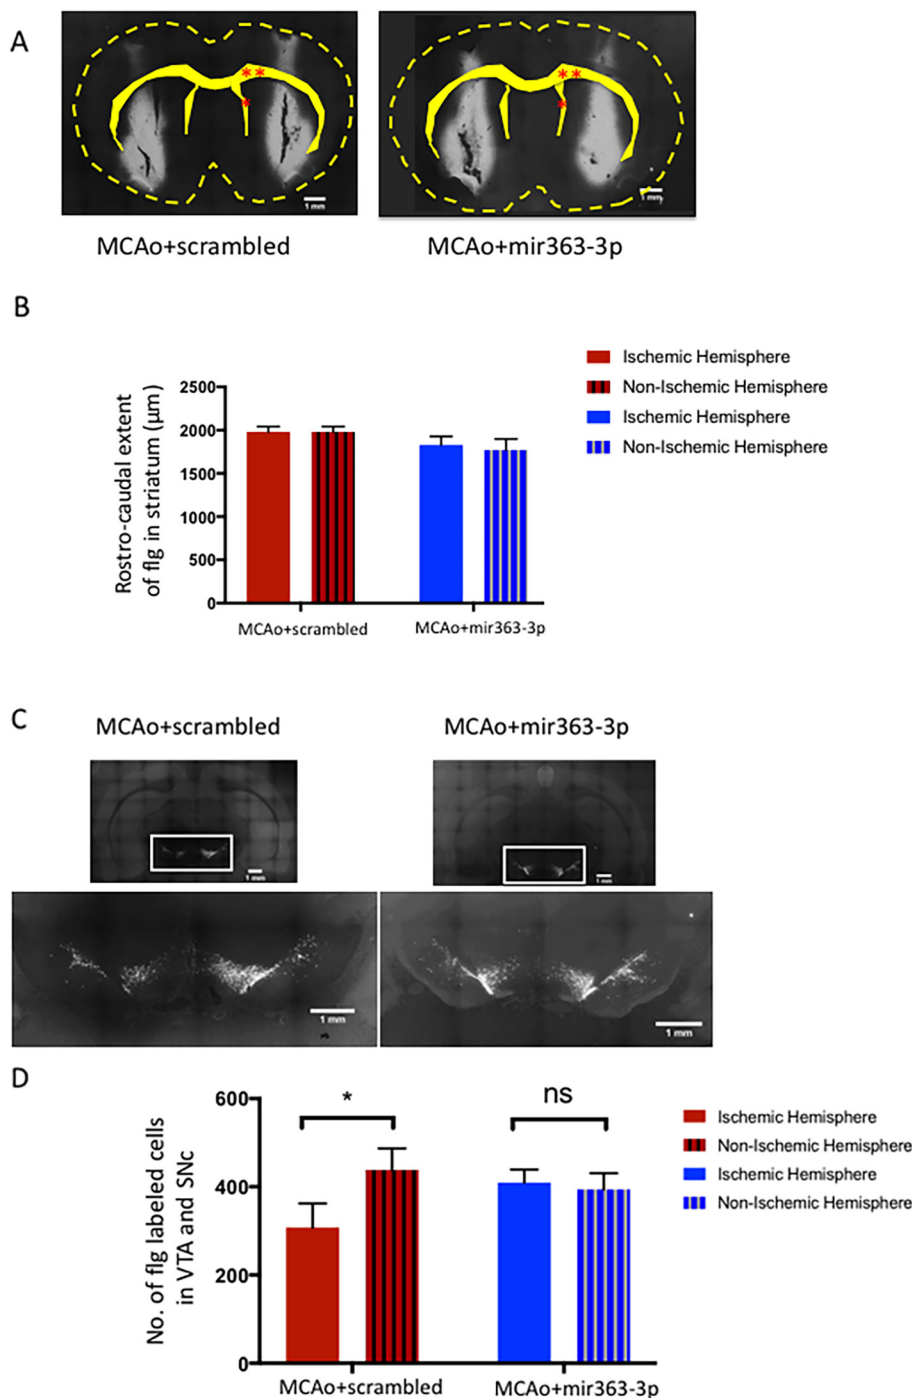 A
** **
* *
1 mm 1 mm
MCAo+scrambled MCAo+mir363-3p
B
Rostro-caudal extent
of flg in striatum (µm)
2500
2000
1500
1000
500
0
MCAo+scrambled MCAo+mir363-3p
Ischemic Hemisphere
Non-Ischemic Hemisphere
Ischemic Hemisphere
Non-Ischemic Hemisphere
C
MCAo+scrambled MCAo+mir363-3p
1 mm 1 mm
1 mm 1 mm
D
No. of flg labeled cells
in VTA and SNc
600
400
200
0
* ns
MCAo+scrambled MCAo+mir363-3p
Ischemic Hemisphere
Non-Ischemic Hemisphere
Ischemic Hemisphere
Non-Ischemic Hemisphere